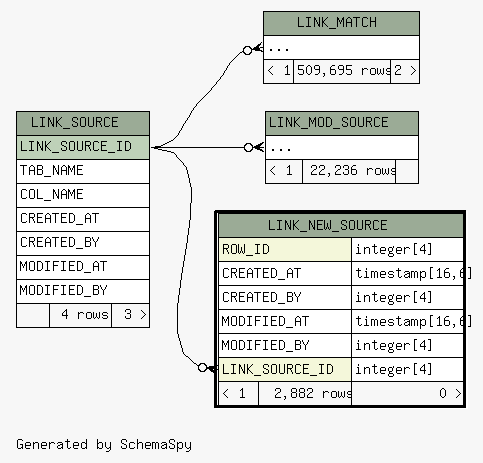 LINK_MATCH
...
< 1 509,695 rows 2 >
LINK_SOURCE
LINK_SOURCE_ID
TAB_NAME
COL_NAME
CREATED_AT
CREATED_BY
MODIFIED_AT
MODIFIED_BY
4 rows 3 >
LINK_MOD_SOURCE
...
< 1 22,236 rows
LINK_NEW_SOURCE
ROW_ID integer[4]
CREATED_AT timestamp[16,6]
CREATED_BY integer[4]
MODIFIED_AT timestamp[16,6]
MODIFIED_BY integer[4]
LINK_SOURCE_ID integer[4]
< 1 2,882 rows 0 >
Generated by SchemaSpy